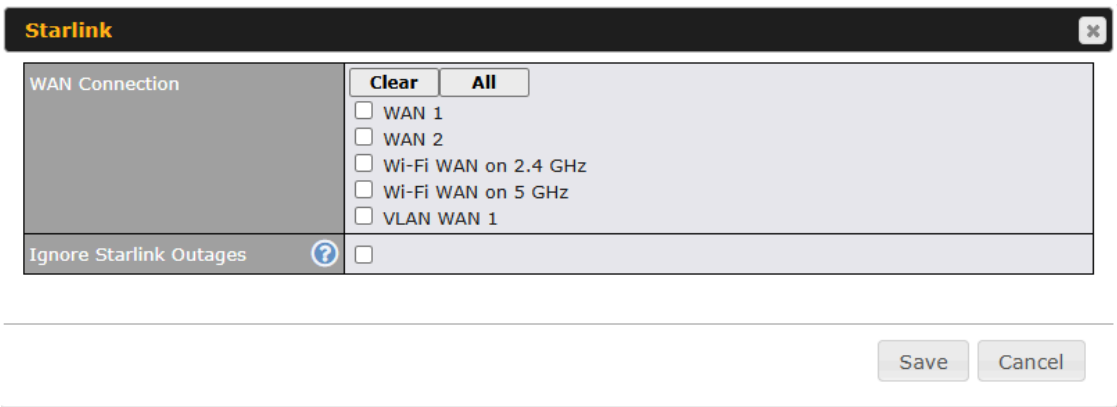 Starlink
WAN Connection
Clear All
WAN 1
WAN 2
Wi-Fi WAN on 2.4 GHz
Wi-Fi WAN on 5 GHz
VLAN WAN 1
Ignore Starlink Outages ?
Save Cancel